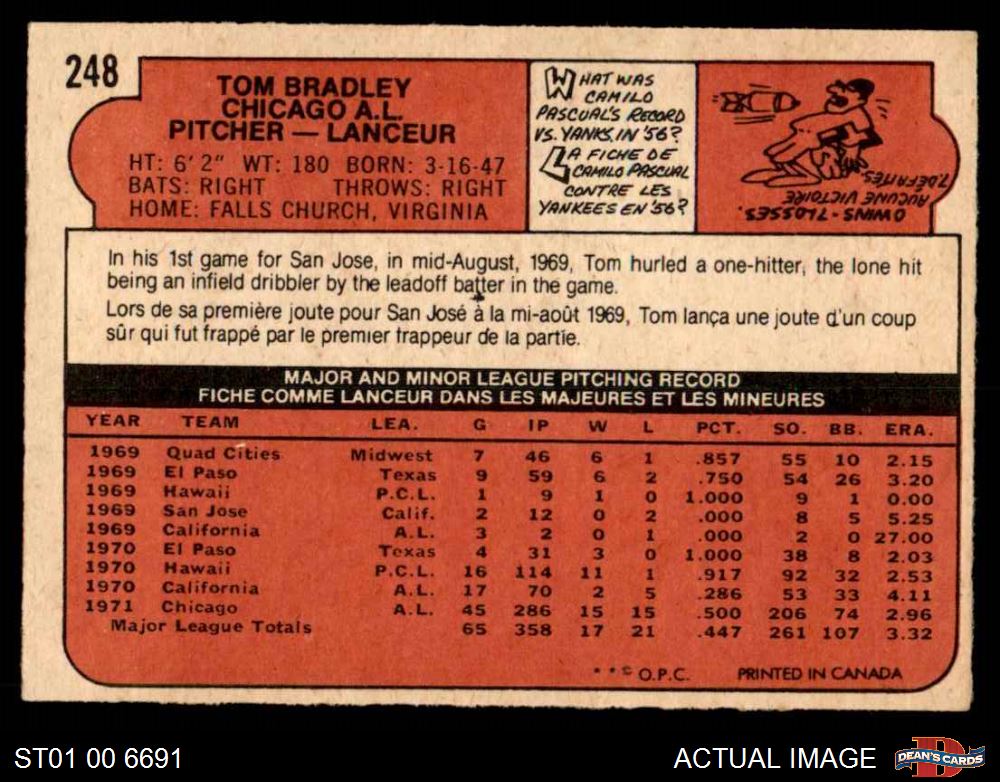 248
TOM BRADLEY
CHICAGO A.L.
PITCHER — LANCEUR
HT: 6' 2" WT: 180 BORN: 3-16-47
BATS: RIGHT THROWS: RIGHT
HOME: FALLS CHURCH, VIRGINIA
WHAT WAS
CAMILO
PASCUAL'S RECORD
VS. YANKS, IN '56?
LA FICHE DE
CAMILO PASCUAL
CONTRE LES
YANKEES EN '56?
0 WINS - 7 LOSSES.
AUCUNE VICTOIRE
7 DÉFAITES
In his 1st game for San Jose, in mid-August, 1969, Tom hurled a one-hitter, the lone hit
being an infield dribbler by the leadoff batter in the game.
Lors de sa première joute pour San José à la mi-août 1969, Tom lança une joute d'un coup
sûr qui fut frappé par le premier frappeur de la partie.
MAJOR AND MINOR LEAGUE PITCHING RECORD
FICHE COMME LANCEUR DANS LES MAJEURES ET LES MINEURES
YEAR TEAM LEA. G IP W L PCT. SO. BB. ERA.
1969 Quad Cities Midwest 7 46 6 1 .857 55 10 2.15
1969 El Paso Texas 9 59 6 2 .750 54 26 3.20
1969 Hawaii P.C.L. 1 9 1 0 1.000 9 1 0.00
1969 San Jose Calif. 2 12 0 2 .000 8 5 5.25
1969 California A.L. 3 2 0 1 .000 2 0 27.00
1970 El Paso Texas 4 31 3 0 1.000 38 8 2.03
1970 Hawaii P.C.L. 16 114 11 1 .917 92 32 2.53
1970 California A.L. 17 70 2 5 .286 53 33 4.11
1971 Chicago A.L. 45 286 15 15 .500 206 74 2.96
Major League Totals 65 358 17 21 .447 261 107 3.32
* * © O.P.C. PRINTED IN CANADA
ST01 00 6691
ACTUAL IMAGE
D
DEAN'S CARDS